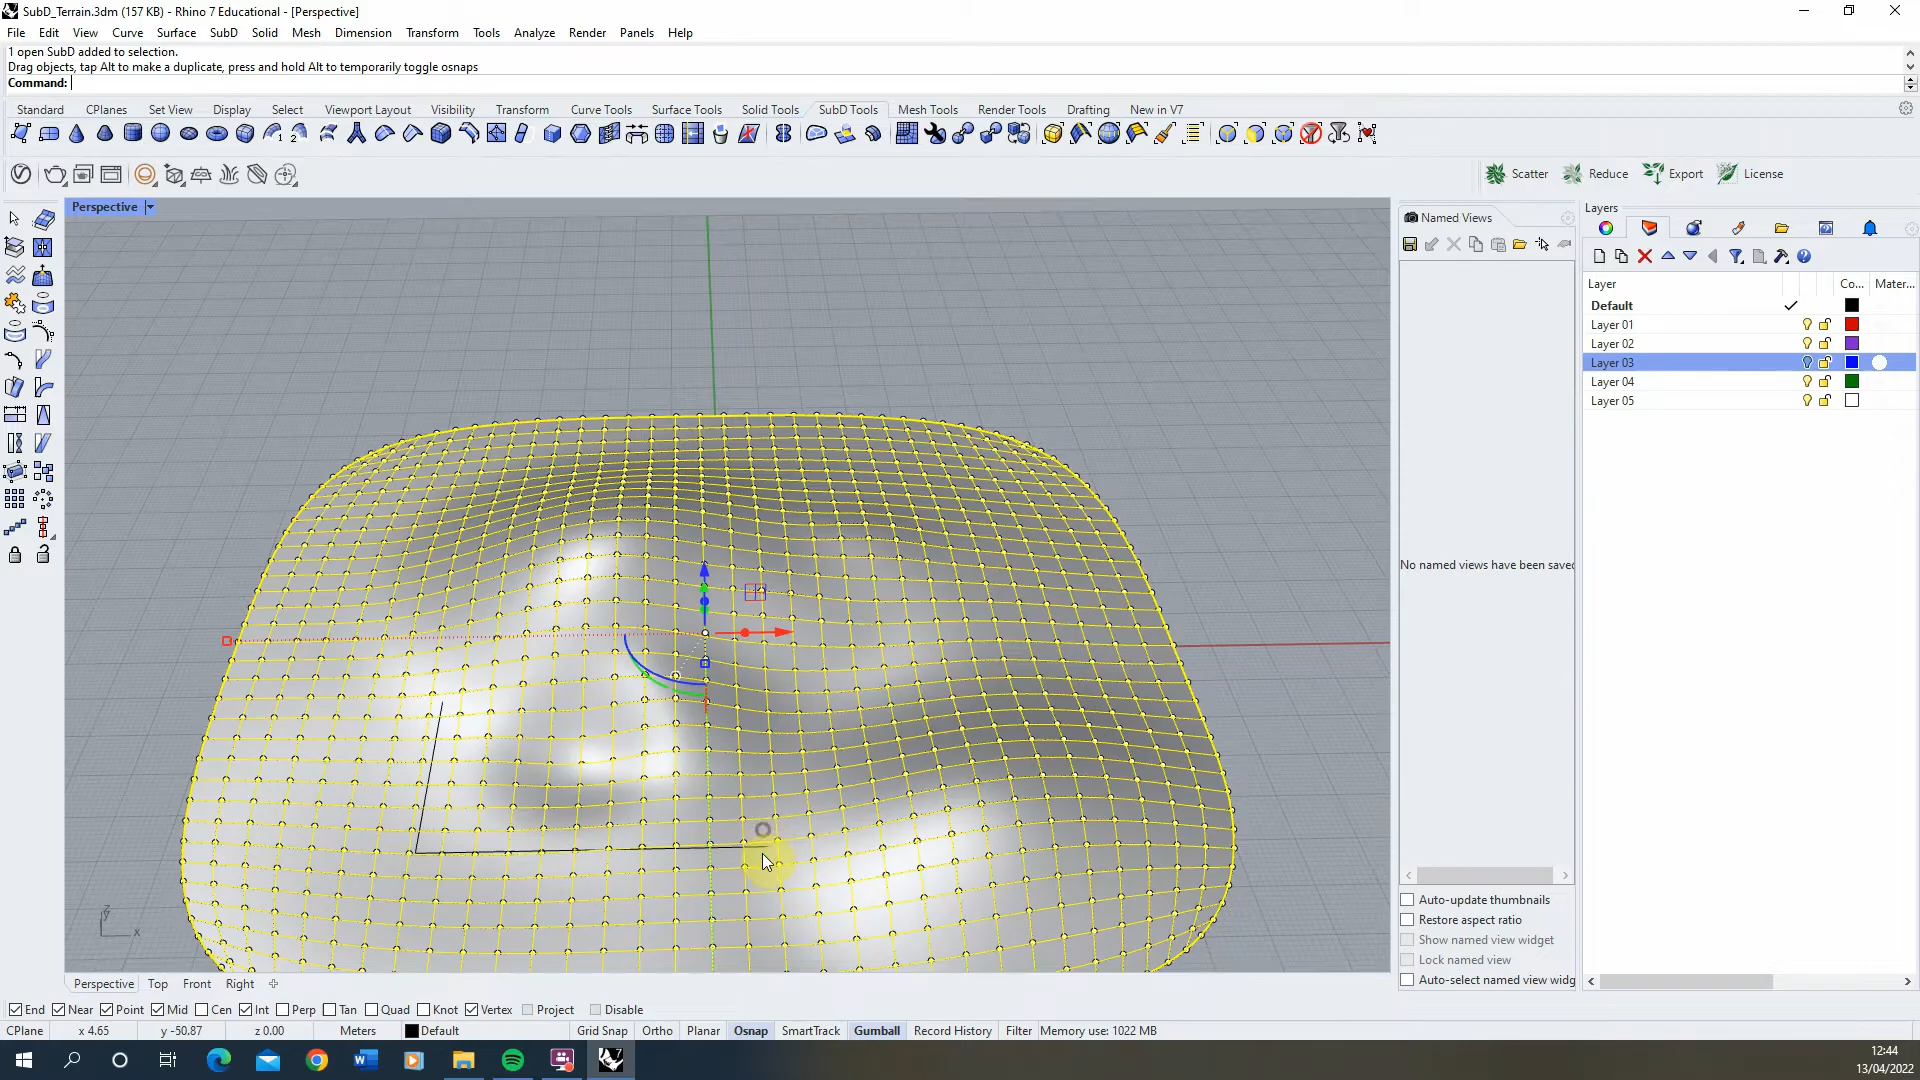 SubD_Terrain.3dm (157 KB) - Rhino 7 Educational - [Perspective]
File Edit View Curve Surface SubD Solid Mesh Dimension Transform Tools Analyze Render Panels Help
1 open SubD added to selection.
Drag objects, tap Alt to make a duplicate, press and hold Alt to temporarily toggle osnaps
Command:
Standard CPlanes Set View Display Select Viewport Layout Visibility Transform Curve Tools Surface Tools Solid Tools SubD Tools Mesh Tools Render Tools Drafting New in V7
Scatter Reduce Export License
Perspective
Named Views
Layers
Layer Co... Mater...
Default
Layer 01
Layer 02
Layer 03
Layer 04
Layer 05
No named views have been saved
Auto-update thumbnails
Restore aspect ratio
Show named view widget
Lock named view
Auto-select named view widg
z
x
Perspective Top Front Right
End Near Point Mid Cen Int Perp Tan Quad Knot Vertex Project Disable
CPlane x 4.65 y -50.87 z 0.00 Meters Default Grid Snap Ortho Planar Osnap SmartTrack Gumball Record History Filter Memory use: 1022 MB
12:44
13/04/2022